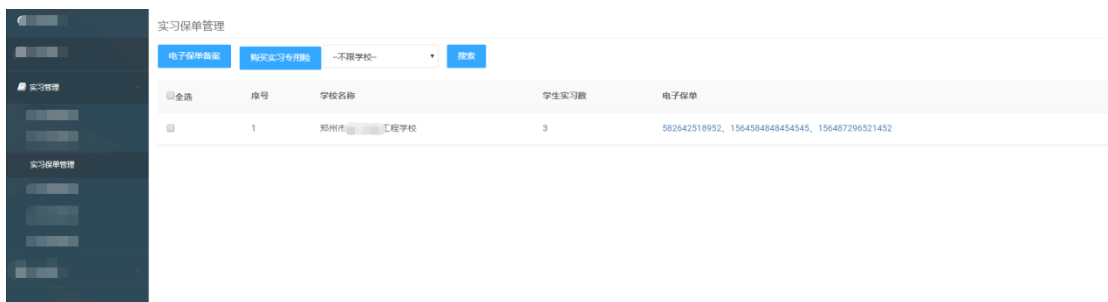 实习保单管理
电子保单备案 购买实习专用险 --不限学校-- 搜索
实习管理
全选 序号 学校名称 学生实习数 电子保单
1 郑州市 工程学校 3 582642518952, 1564584848454545, 156487296521452
实习保单管理